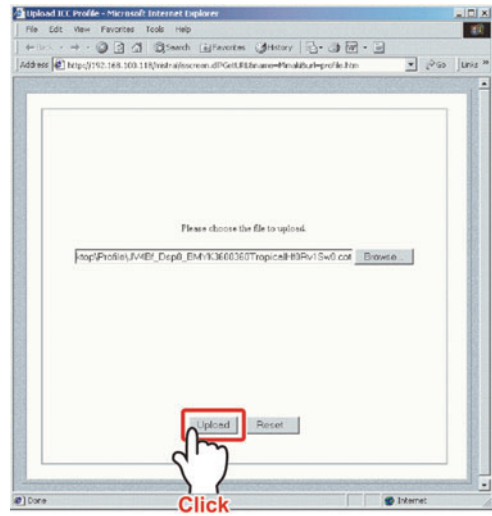 Upload ICC Profile - Microsoft Internet Explorer
File Edit View Favorites Tools Help
Search Favorites History
Address Go Links »
Please choose the file to upload.
Browse...
Upload Reset
Click
Done Internet